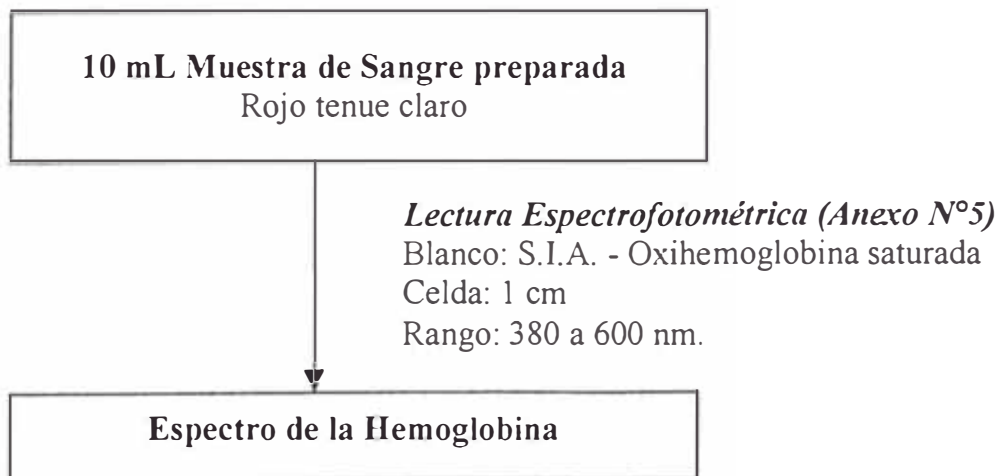 10 mL Muestra de Sangre preparada
Rojo tenue claro
Lectura Espectrofotométrica (Anexo N°5)
Blanco: S.I.A. - Oxihemoglobina saturada
Celda: 1 cm
Rango: 380 a 600 nm.
Espectro de la Hemoglobina